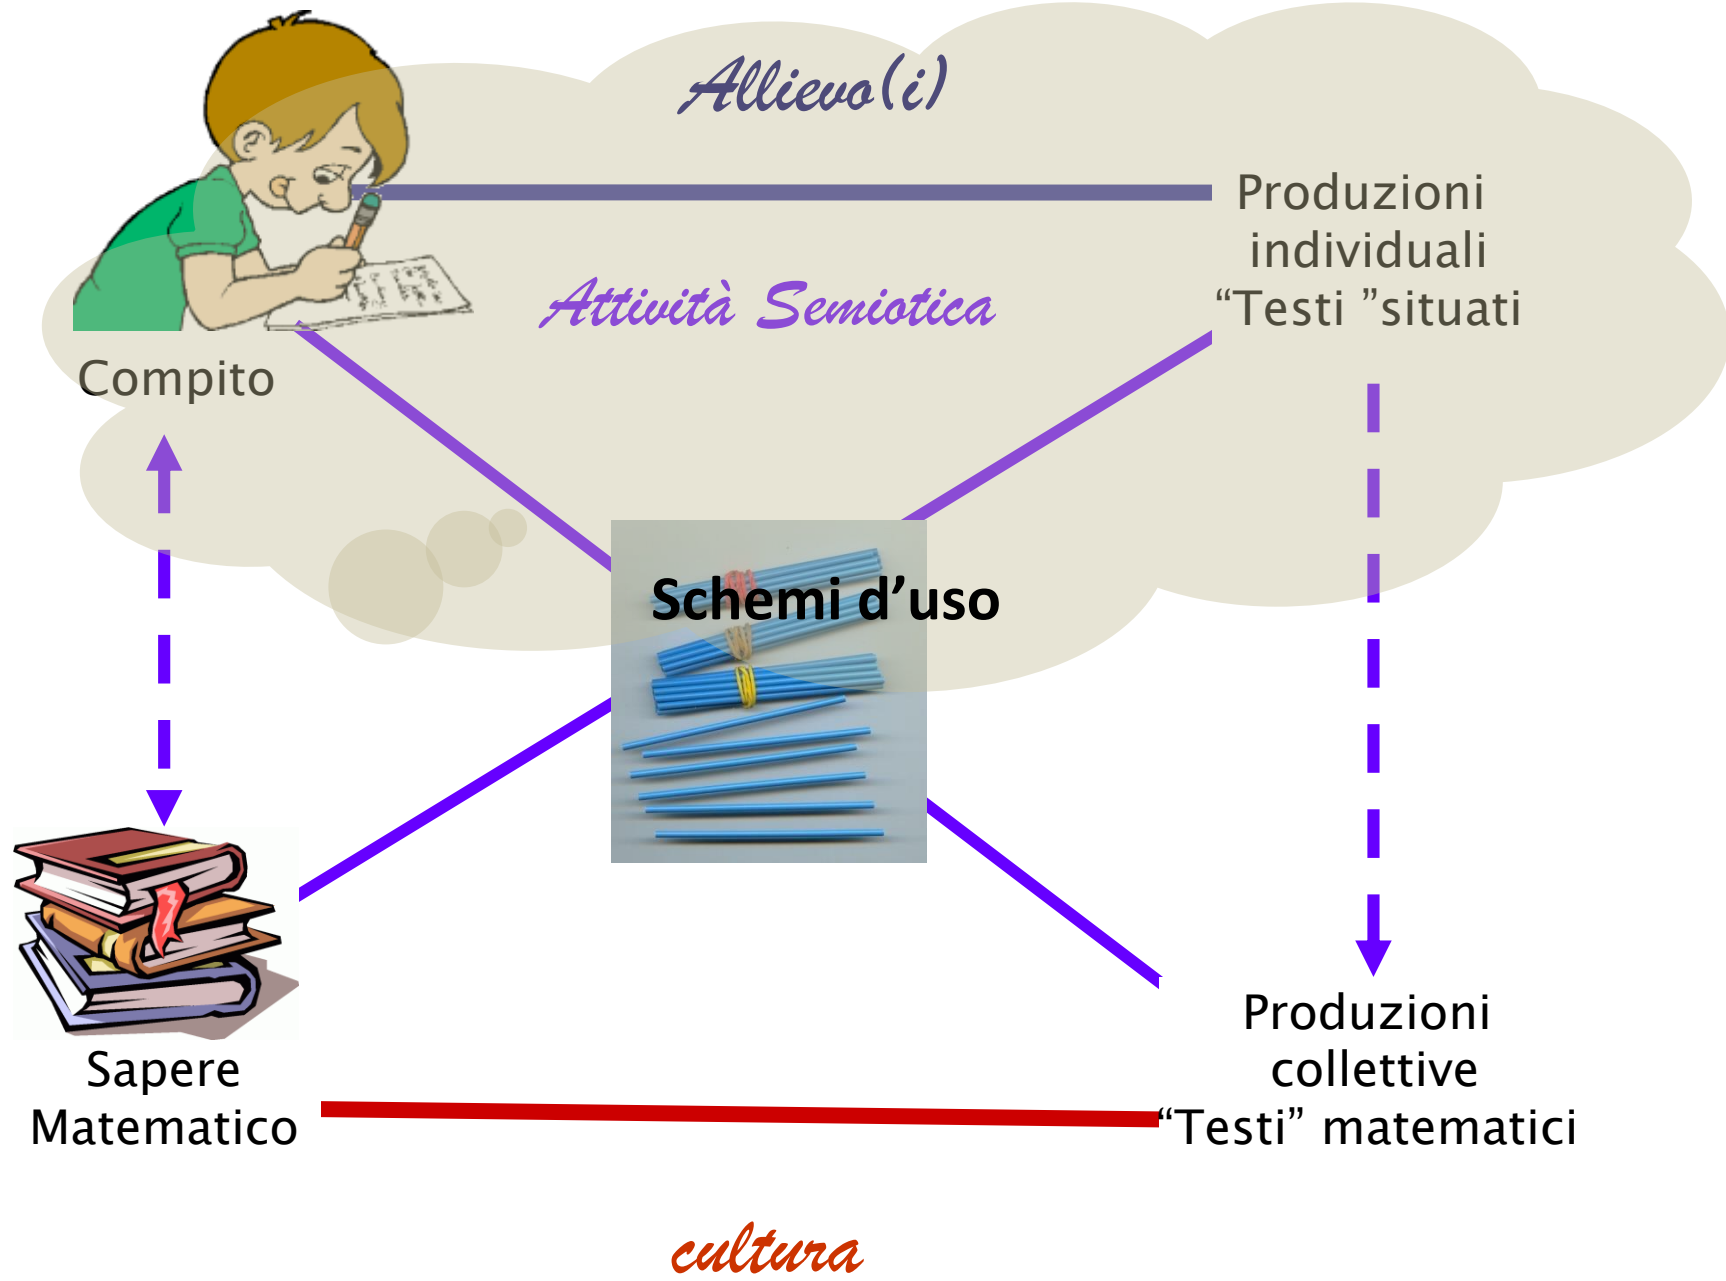 Allievo(i)
Produzioni
individuali
“Testi ”situati
Attività Semiotica
Compito
Schemi d’uso
Sapere
Matematico
Produzioni
collettive
“Testi” matematici
cultura